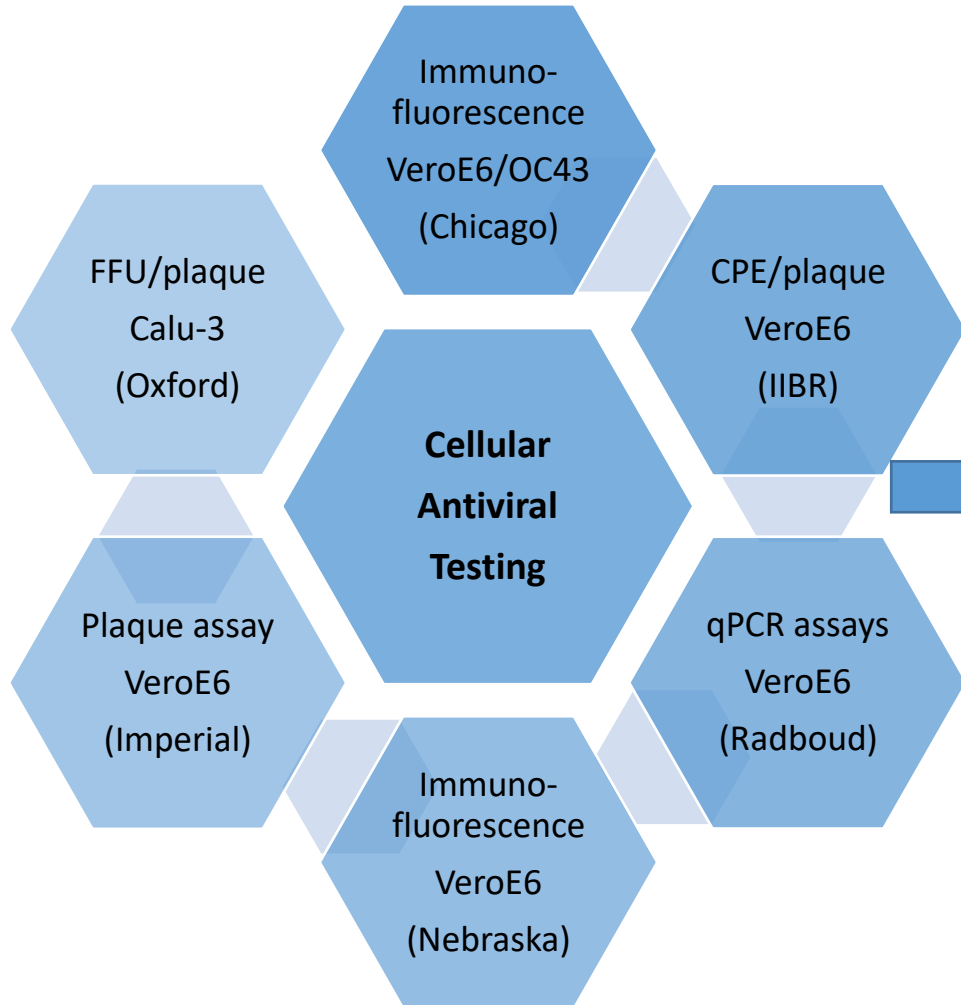 Immuno-
fluorescence
VeroE6/OC43
(Chicago)
FFU/plaque
Calu-3
(Oxford)
CPE/plaque
VeroE6
(IIBR)
Cellular
Antiviral
Testing
Plaque assay
VeroE6
(Imperial)
qPCR assays
VeroE6
(Radboud)
Immuno-
fluorescence
VeroE6
(Nebraska)